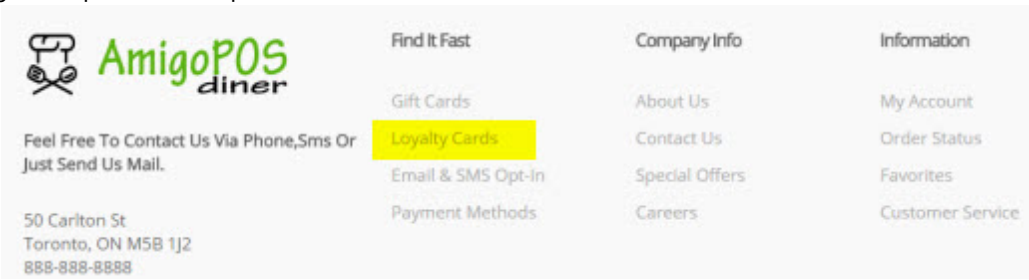 AmigoPOS
diner
Feel Free To Contact Us Via Phone,Sms Or
Just Send Us Mail.
50 Carlton St
Toronto, ON M5B 1J2
888-888-8888
Find It Fast
Gift Cards
Loyalty Cards
Email & SMS Opt-In
Payment Methods
Company Info
About Us
Contact Us
Special Offers
Careers
Information
My Account
Order Status
Favorites
Customer Service